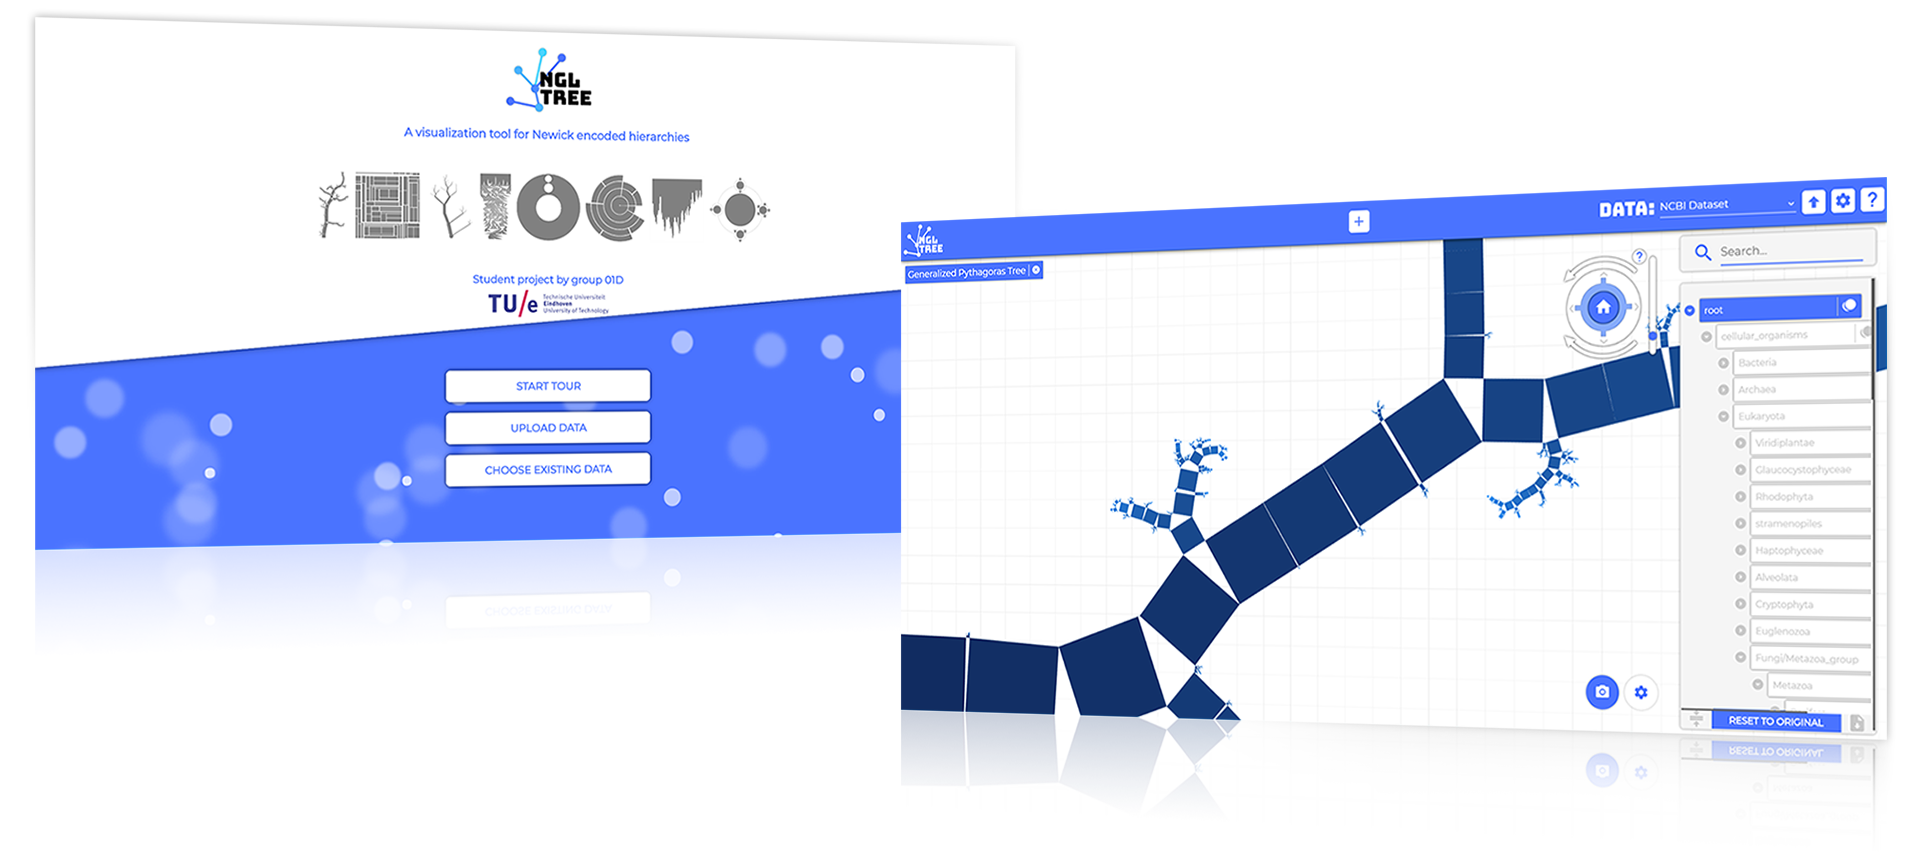 NGL
TREE
A visualization tool for Newick encoded hierarchies
Student project by group 01D
TU/e Technische Universiteit
Eindhoven
University of Technology
START TOUR
UPLOAD DATA
CHOOSE EXISTING DATA
NGL
TREE
DATA: NCBI Dataset
?
Generalized Pythagoras Tree
?
Search...
root
cellular_organisms
Bacteria
Archaea
Eukaryota
Viridiplantae
Glaucocystophyceae
Rhodophyta
stramenopiles
Haptophyceae
Alveolata
Cryptophyta
Euglenozoa
Fungi/Metazoa_group
Metazoa
RESET TO ORIGINAL